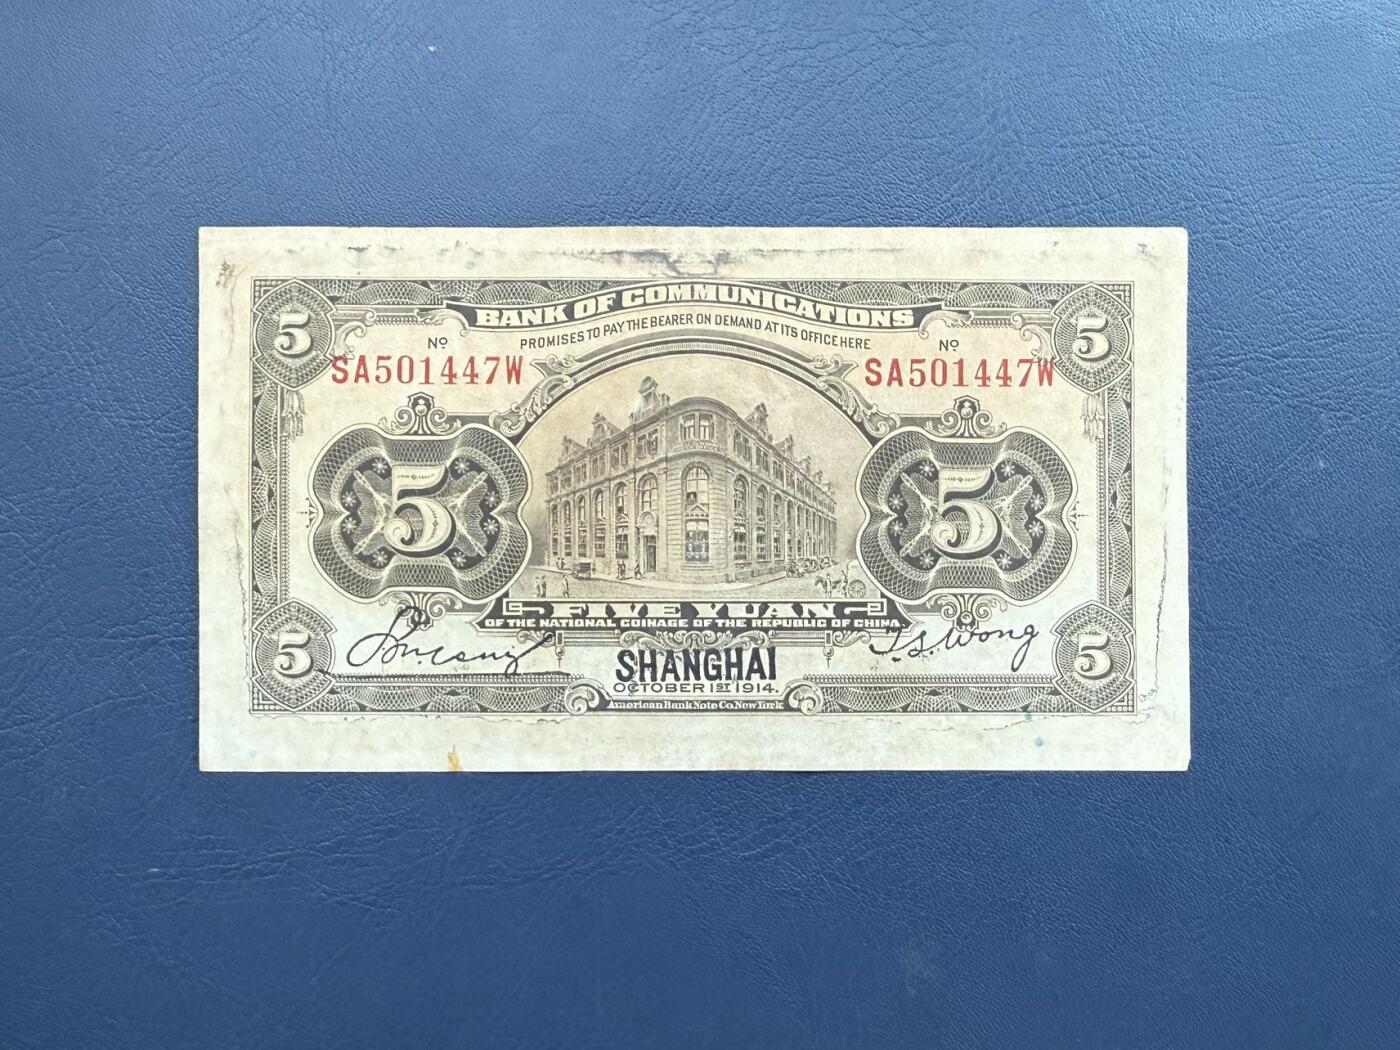 BANK OF COMMUNICATIONS
PROMISES TO PAY THE BEARER ON DEMAND AT ITS OFFICE HERE
5 5
Nº Nº
SA501447W SA501447W
5 5
FIVE YUAN
OF THE NATIONAL COINAGE OF THE REPUBLIC OF CHINA
T. S. Wong
5 5
SHANGHAI
OCTOBER 1ST 1914.
American Bank Note Co. New York